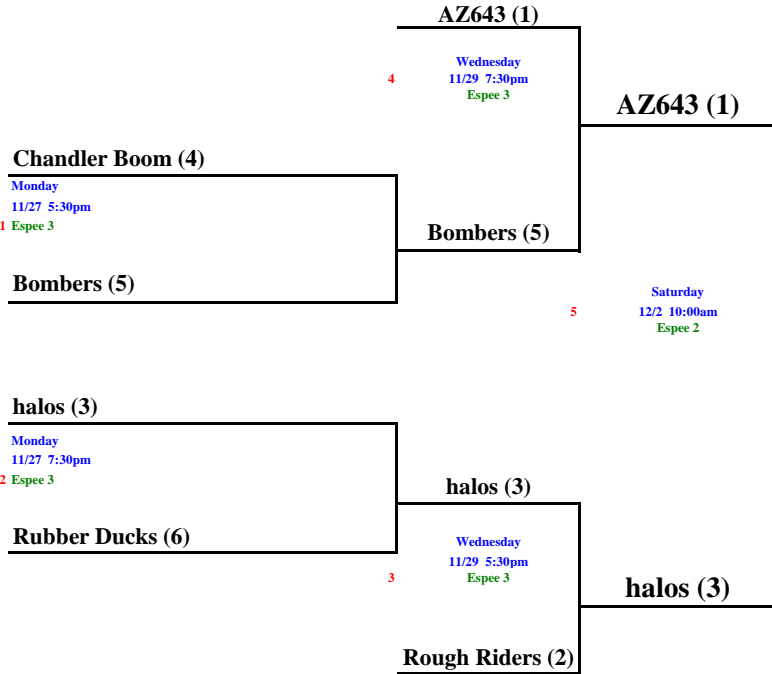 AZ643 (1)
Wednesday
4 11/29 7:30pm
Espee 3
AZ643 (1)
Chandler Boom (4)
Monday
11/27 5:30pm
1 Espee 3
Bombers (5)
Bombers (5)
Saturday
5 12/2 10:00am
Espee 2
halos (3)
Monday
11/27 7:30pm
2 Espee 3
halos (3)
Rubber Ducks (6)
Wednesday
11/29 5:30pm
3 Espee 3
halos (3)
Rough Riders (2)